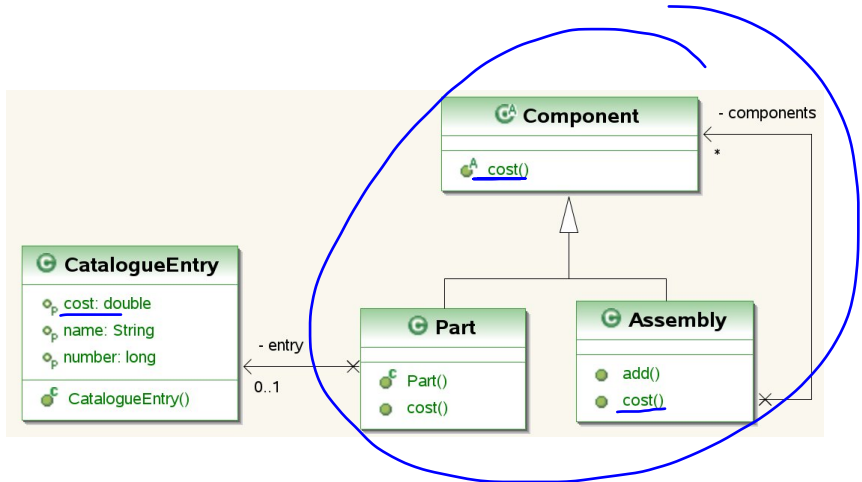 Component
- components
*
cost()
CatalogueEntry
cost: double
name: String
number: long
CatalogueEntry()
- entry
0..1
Part
Part()
cost()
Assembly
add()
cost()